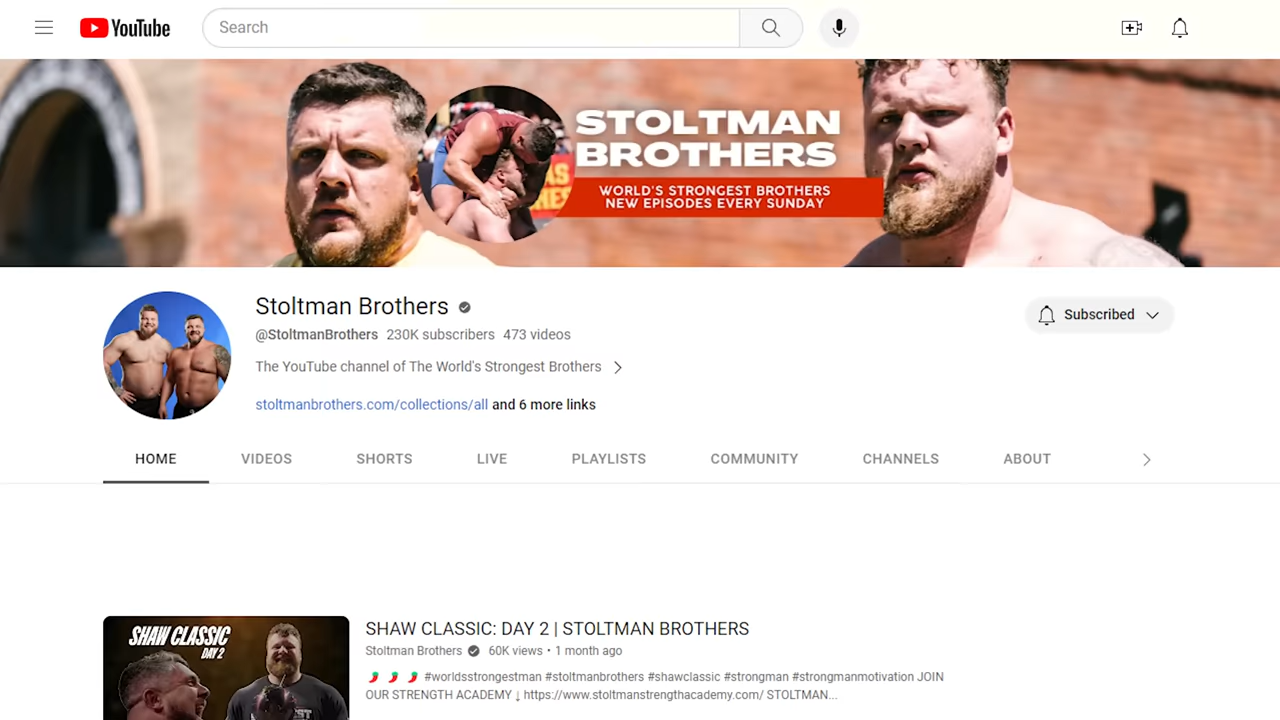 YouTube
Search
STOLTMAN
BROTHERS
WORLD'S STRONGEST BROTHERS
NEW EPISODES EVERY SUNDAY
Stoltman Brothers
@StoltmanBrothers 230K subscribers 473 videos
Subscribed
The YouTube channel of The World's Strongest Brothers
stoltmanbrothers.com/collections/all and 6 more links
HOME VIDEOS SHORTS LIVE PLAYLISTS COMMUNITY CHANNELS ABOUT
SHAW CLASSIC
DAY 2
SHAW CLASSIC: DAY 2 | STOLTMAN BROTHERS
Stoltman Brothers 60K views • 1 month ago
🌶️ 🌶️ 🌶️ #worldsstrongestman #stoltmanbrothers #shawclassic #strongman #strongmanmotivation JOIN
OUR STRENGTH ACADEMY ↓ https://www.stoltmanstrengthacademy.com/ STOLTMAN...